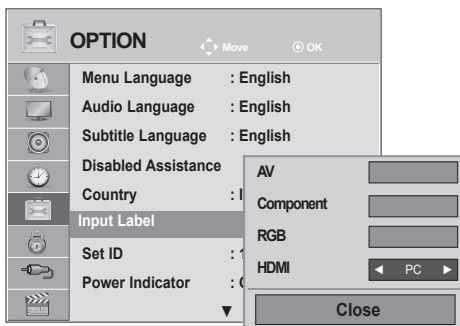 OPTION
Move
OK
Menu Language : English
Audio Language : English
Subtitle Language : English
Disabled Assistance
Country :
Input Label
Set ID :
Power Indicator :
▼
AV
Component
RGB
HDMI ◄ PC ►
Close